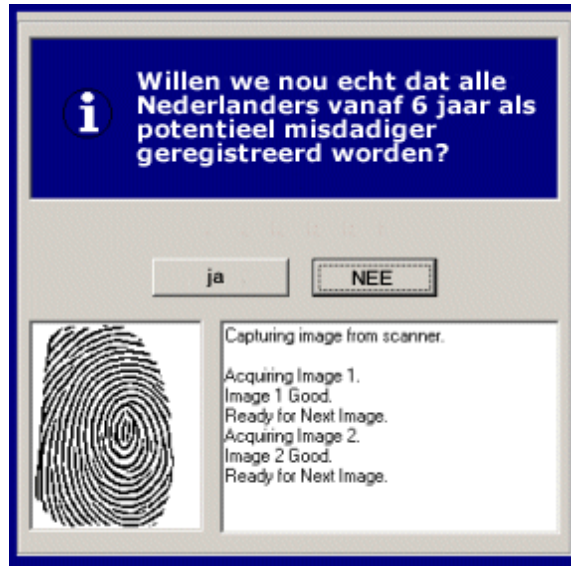 Willen we nou echt dat alle
Nederlanders vanaf 6 jaar als
potentieel misdadiger
geregistreerd worden?
ja
NEE
Capturing image from scanner.
Acquiring Image 1.
Image 1 Good.
Ready for Next Image.
Acquiring Image 2.
Image 2 Good.
Ready for Next Image.